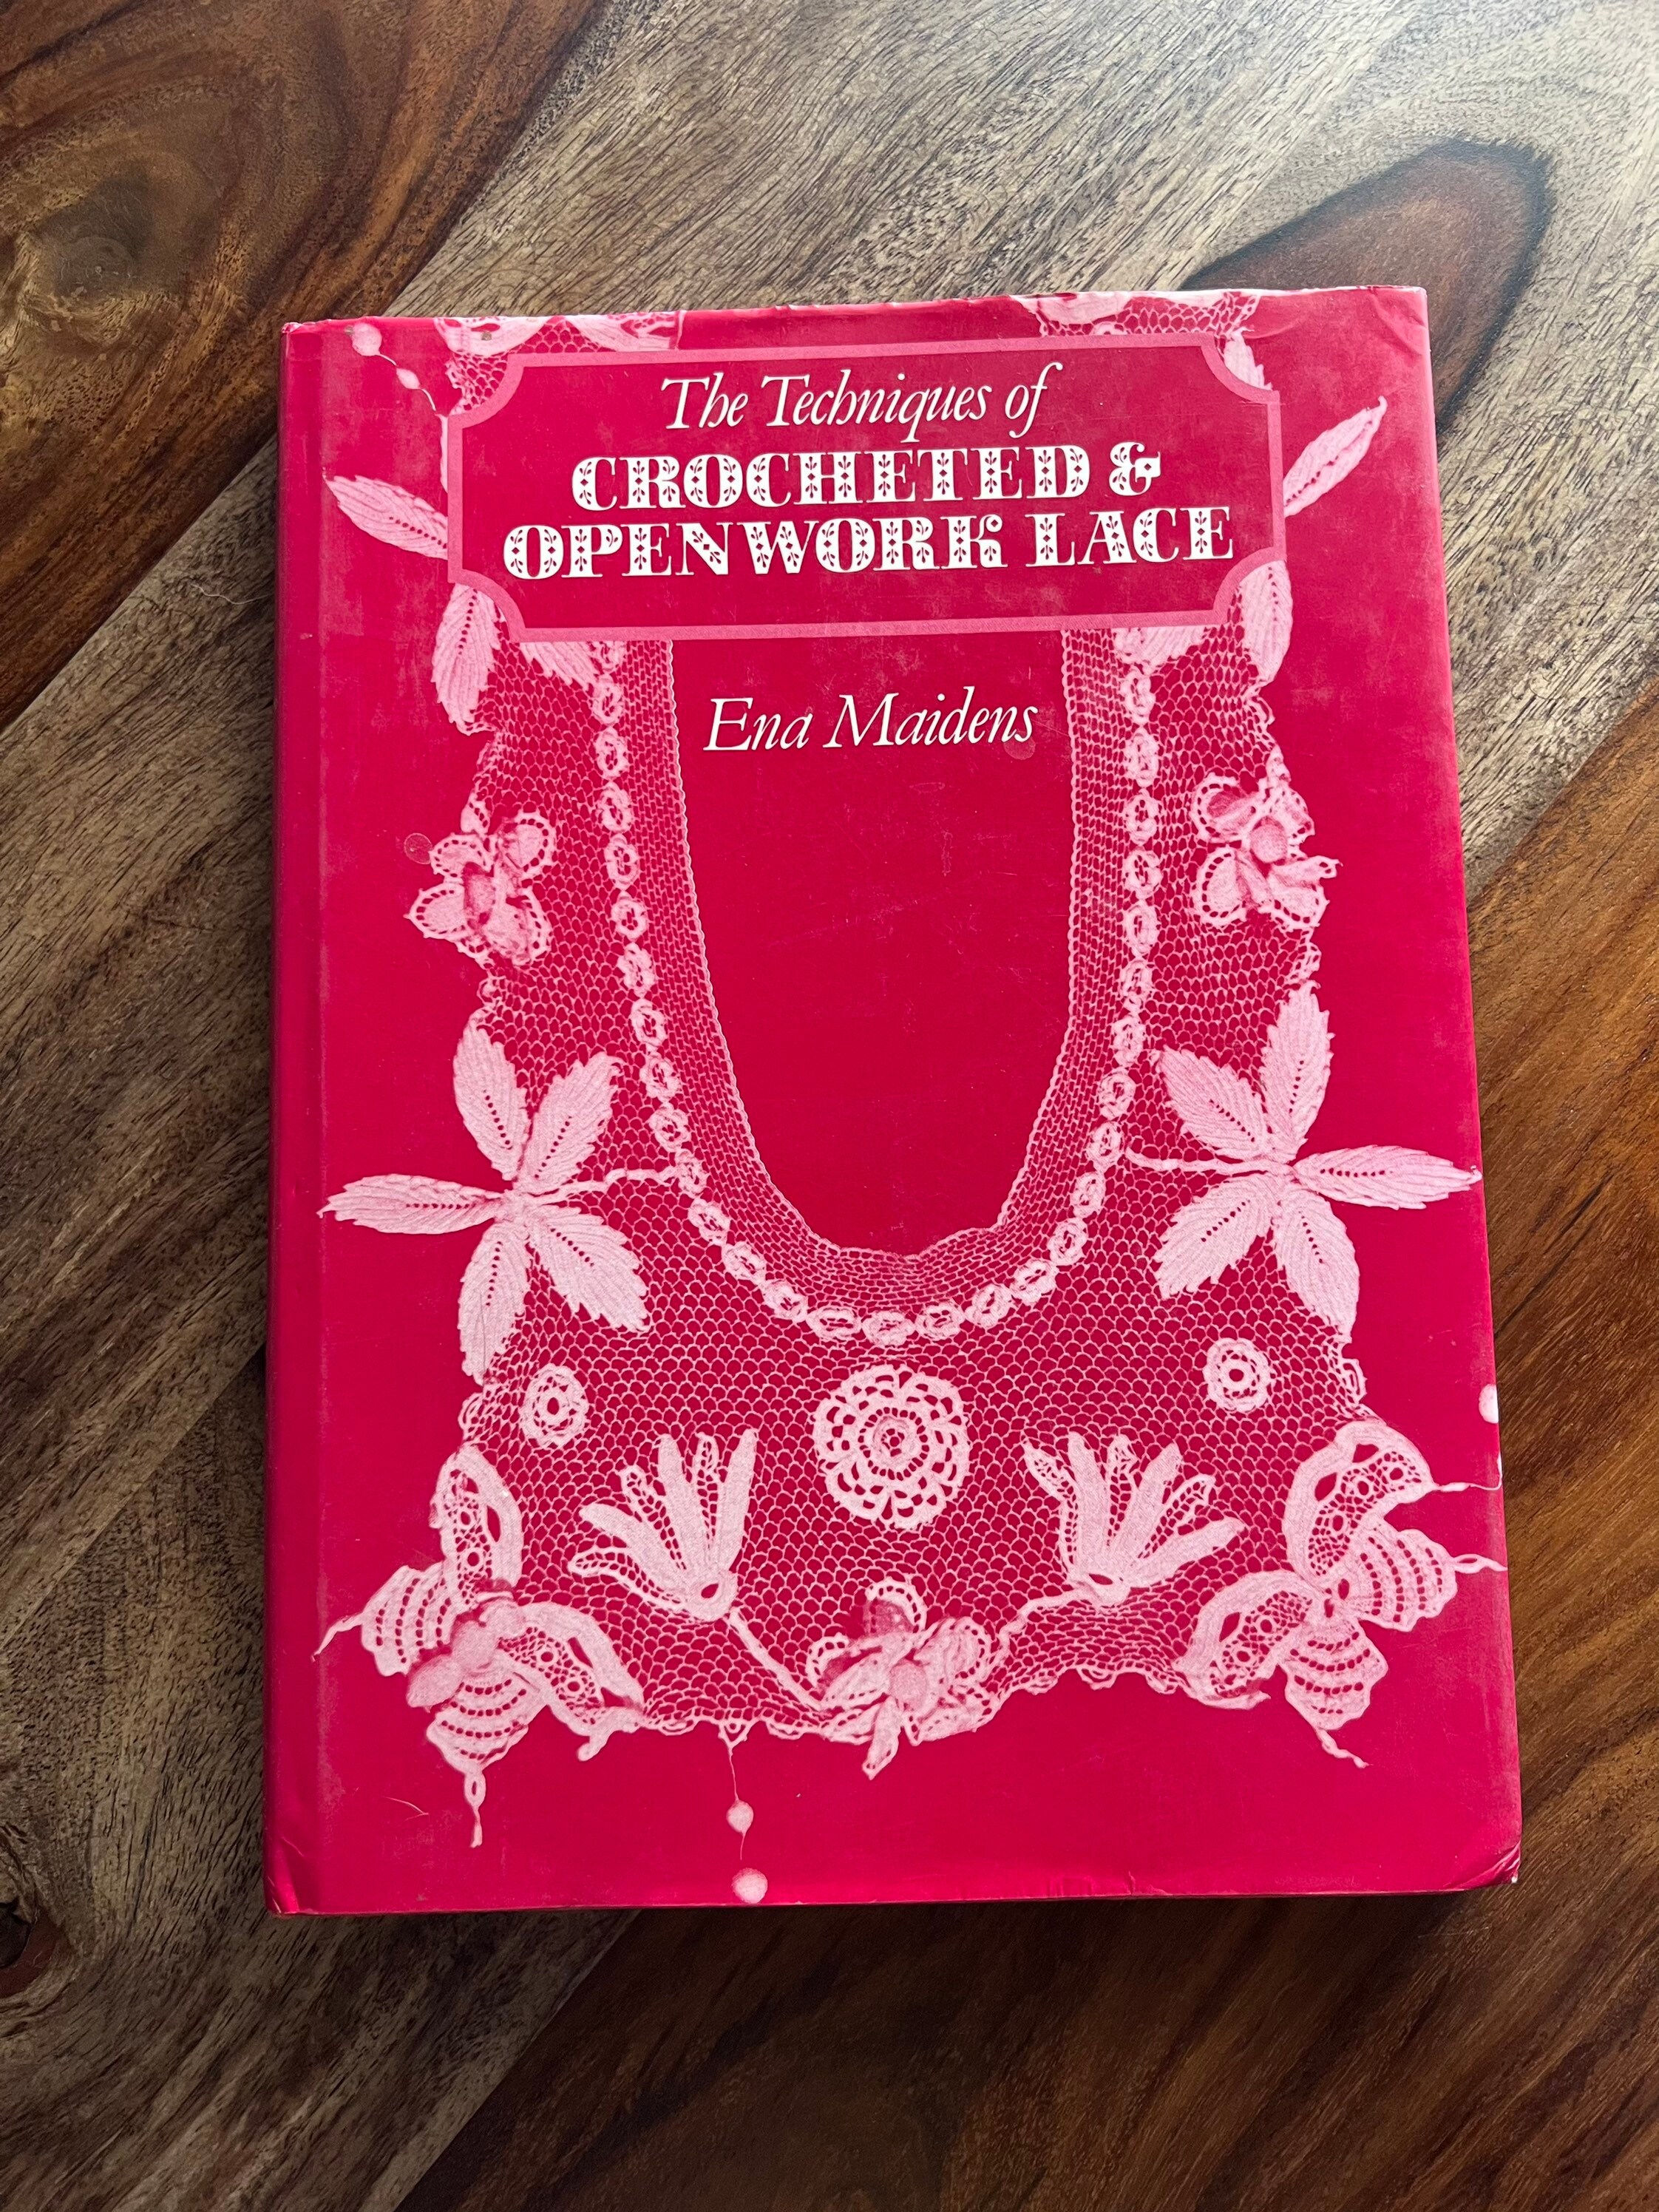 The Techniques of
CROCHETED &
OPENWORK LACE
Ena Maidens